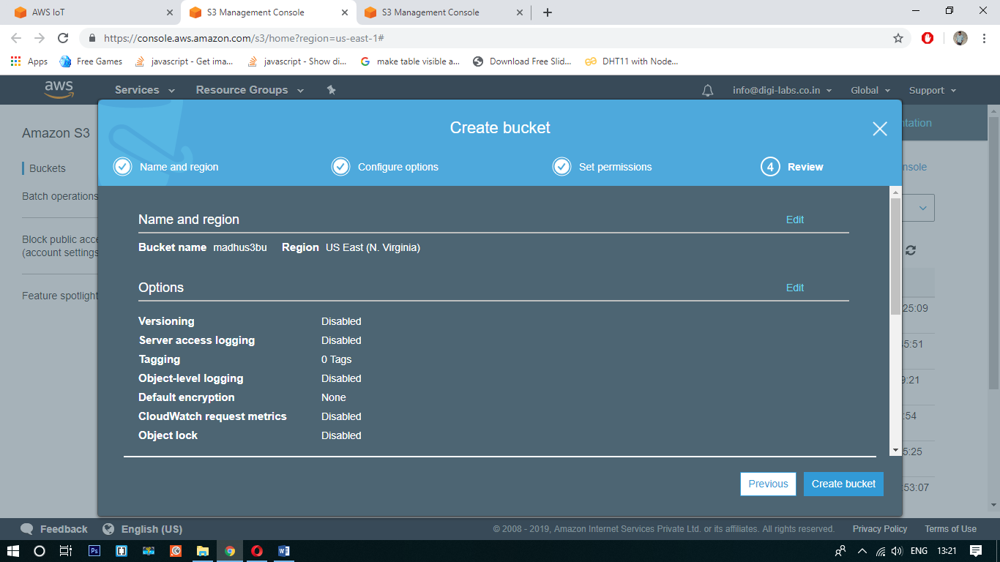 AWS IoT
S3 Management Console
S3 Management Console
https://console.aws.amazon.com/s3/home?region=us-east-1#
Apps Free Games javascript - Get ima... javascript - Show di... make table visible a... Download Free Slid... DHT11 with Node...
aws Services Resource Groups info@digi-labs.co.in Global Support
Create bucket
ntation
Amazon S3
Name and region Configure options Set permissions 4 Review
Buckets
nsole
Batch operations
Name and region Edit
Block public acce
(account settings
Bucket name madhus3bu Region US East (N. Virginia)
Options Edit
Feature spotlight
25:09
Versioning Disabled
Server access logging Disabled
5:51
Tagging 0 Tags
Object-level logging Disabled
9:21
Default encryption None
CloudWatch request metrics Disabled
:54
Object lock Disabled
5:25
Previous Create bucket
:53:07
Feedback English (US) © 2008 - 2019, Amazon Internet Services Private Ltd. or its affiliates. All rights reserved. Privacy Policy Terms of Use
Ps ENG 13:21